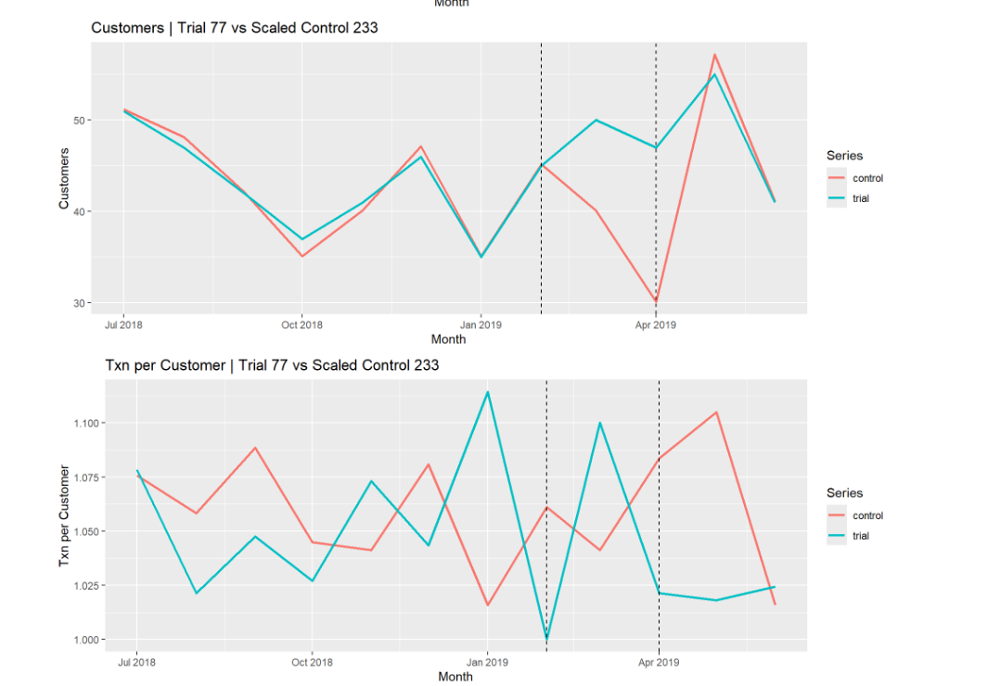 Month
Customers | Trial 77 vs Scaled Control 233
50
40
30
Customers
Jul 2018
Oct 2018
Jan 2019
Apr 2019
Month
Series
control
trial
Txn per Customer | Trial 77 vs Scaled Control 233
1.100
1.075
1.050
1.025
1.000
Txn per Customer
Jul 2018
Oct 2018
Jan 2019
Apr 2019
Month
Series
control
trial